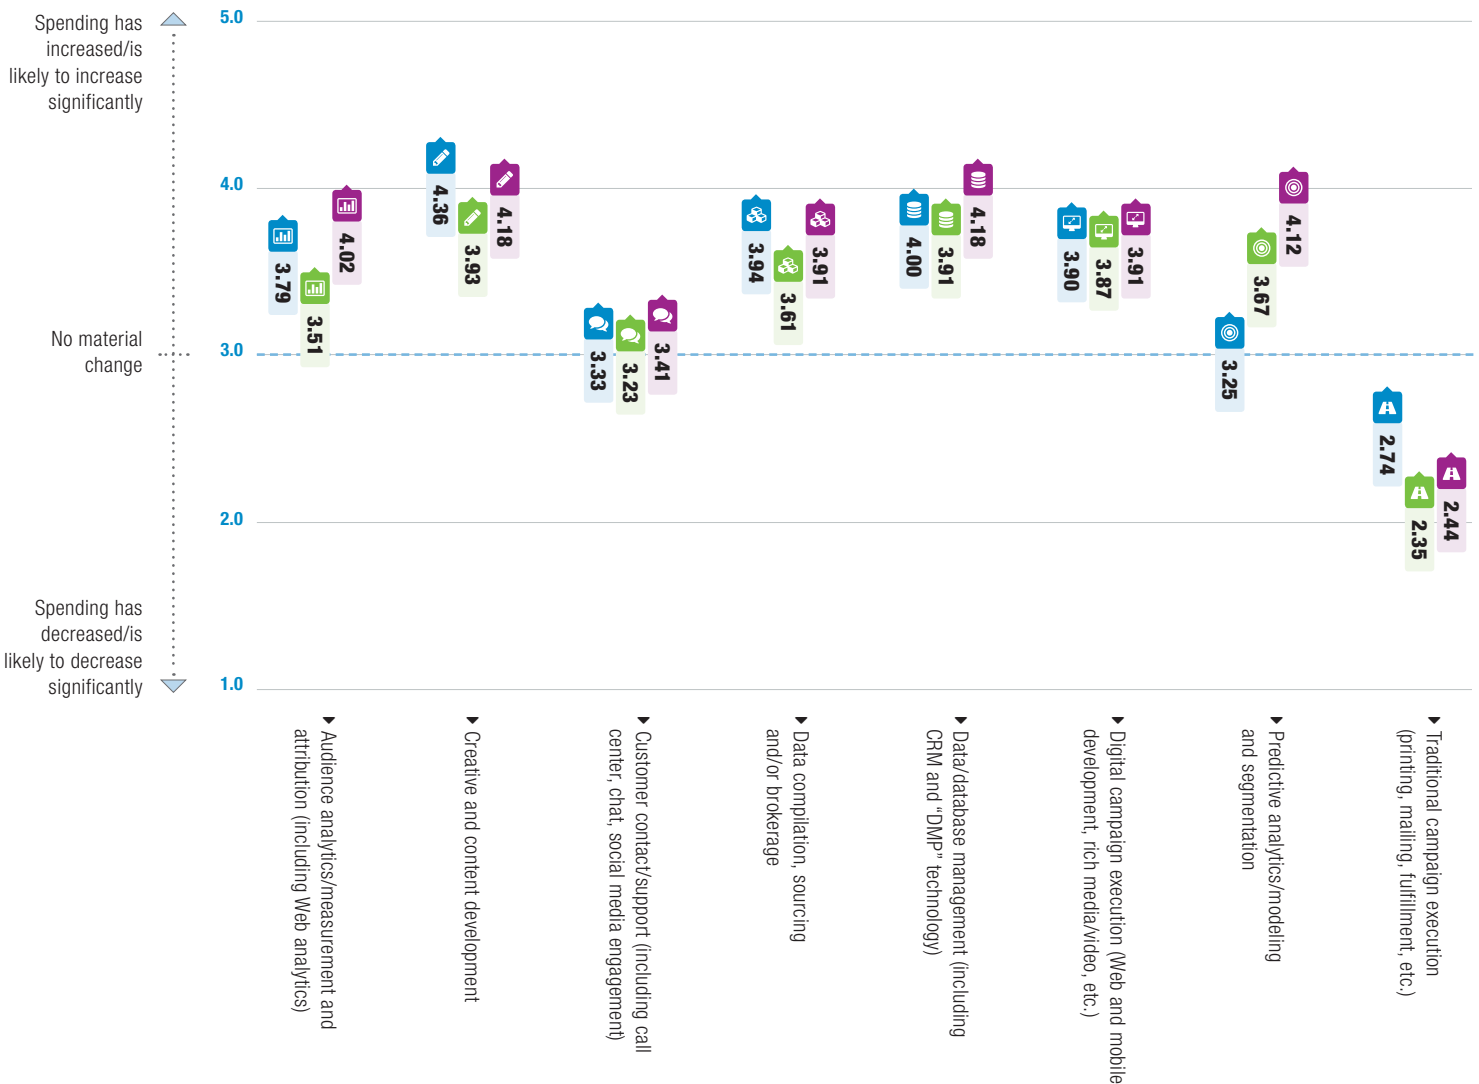 Spending has
increased/is
likely to increase
significantly
No material
change
Spending has
decreased/is
likely to decrease
significantly
5.0
4.0
3.0
2.0
1.0
3.79
3.51
4.02
4.36
3.93
4.18
3.33
3.23
3.41
3.94
3.61
3.91
4.00
3.91
4.18
3.90
3.87
3.91
3.25
3.67
4.12
2.74
2.35
2.44
Audience analytics/measurement and
attribution (including Web analytics)
Creative and content development
Customer contact/support (including call
center, chat, social media engagement)
Data compilation, sourcing
and/or brokerage
Data/database management (including
CRM and “DMP” technology)
Digital campaign execution (Web and mobile
development, rich media/video, etc.)
Predictive analytics/modeling
and segmentation
Traditional campaign execution
(printing, mailing, fulfillment, etc.)